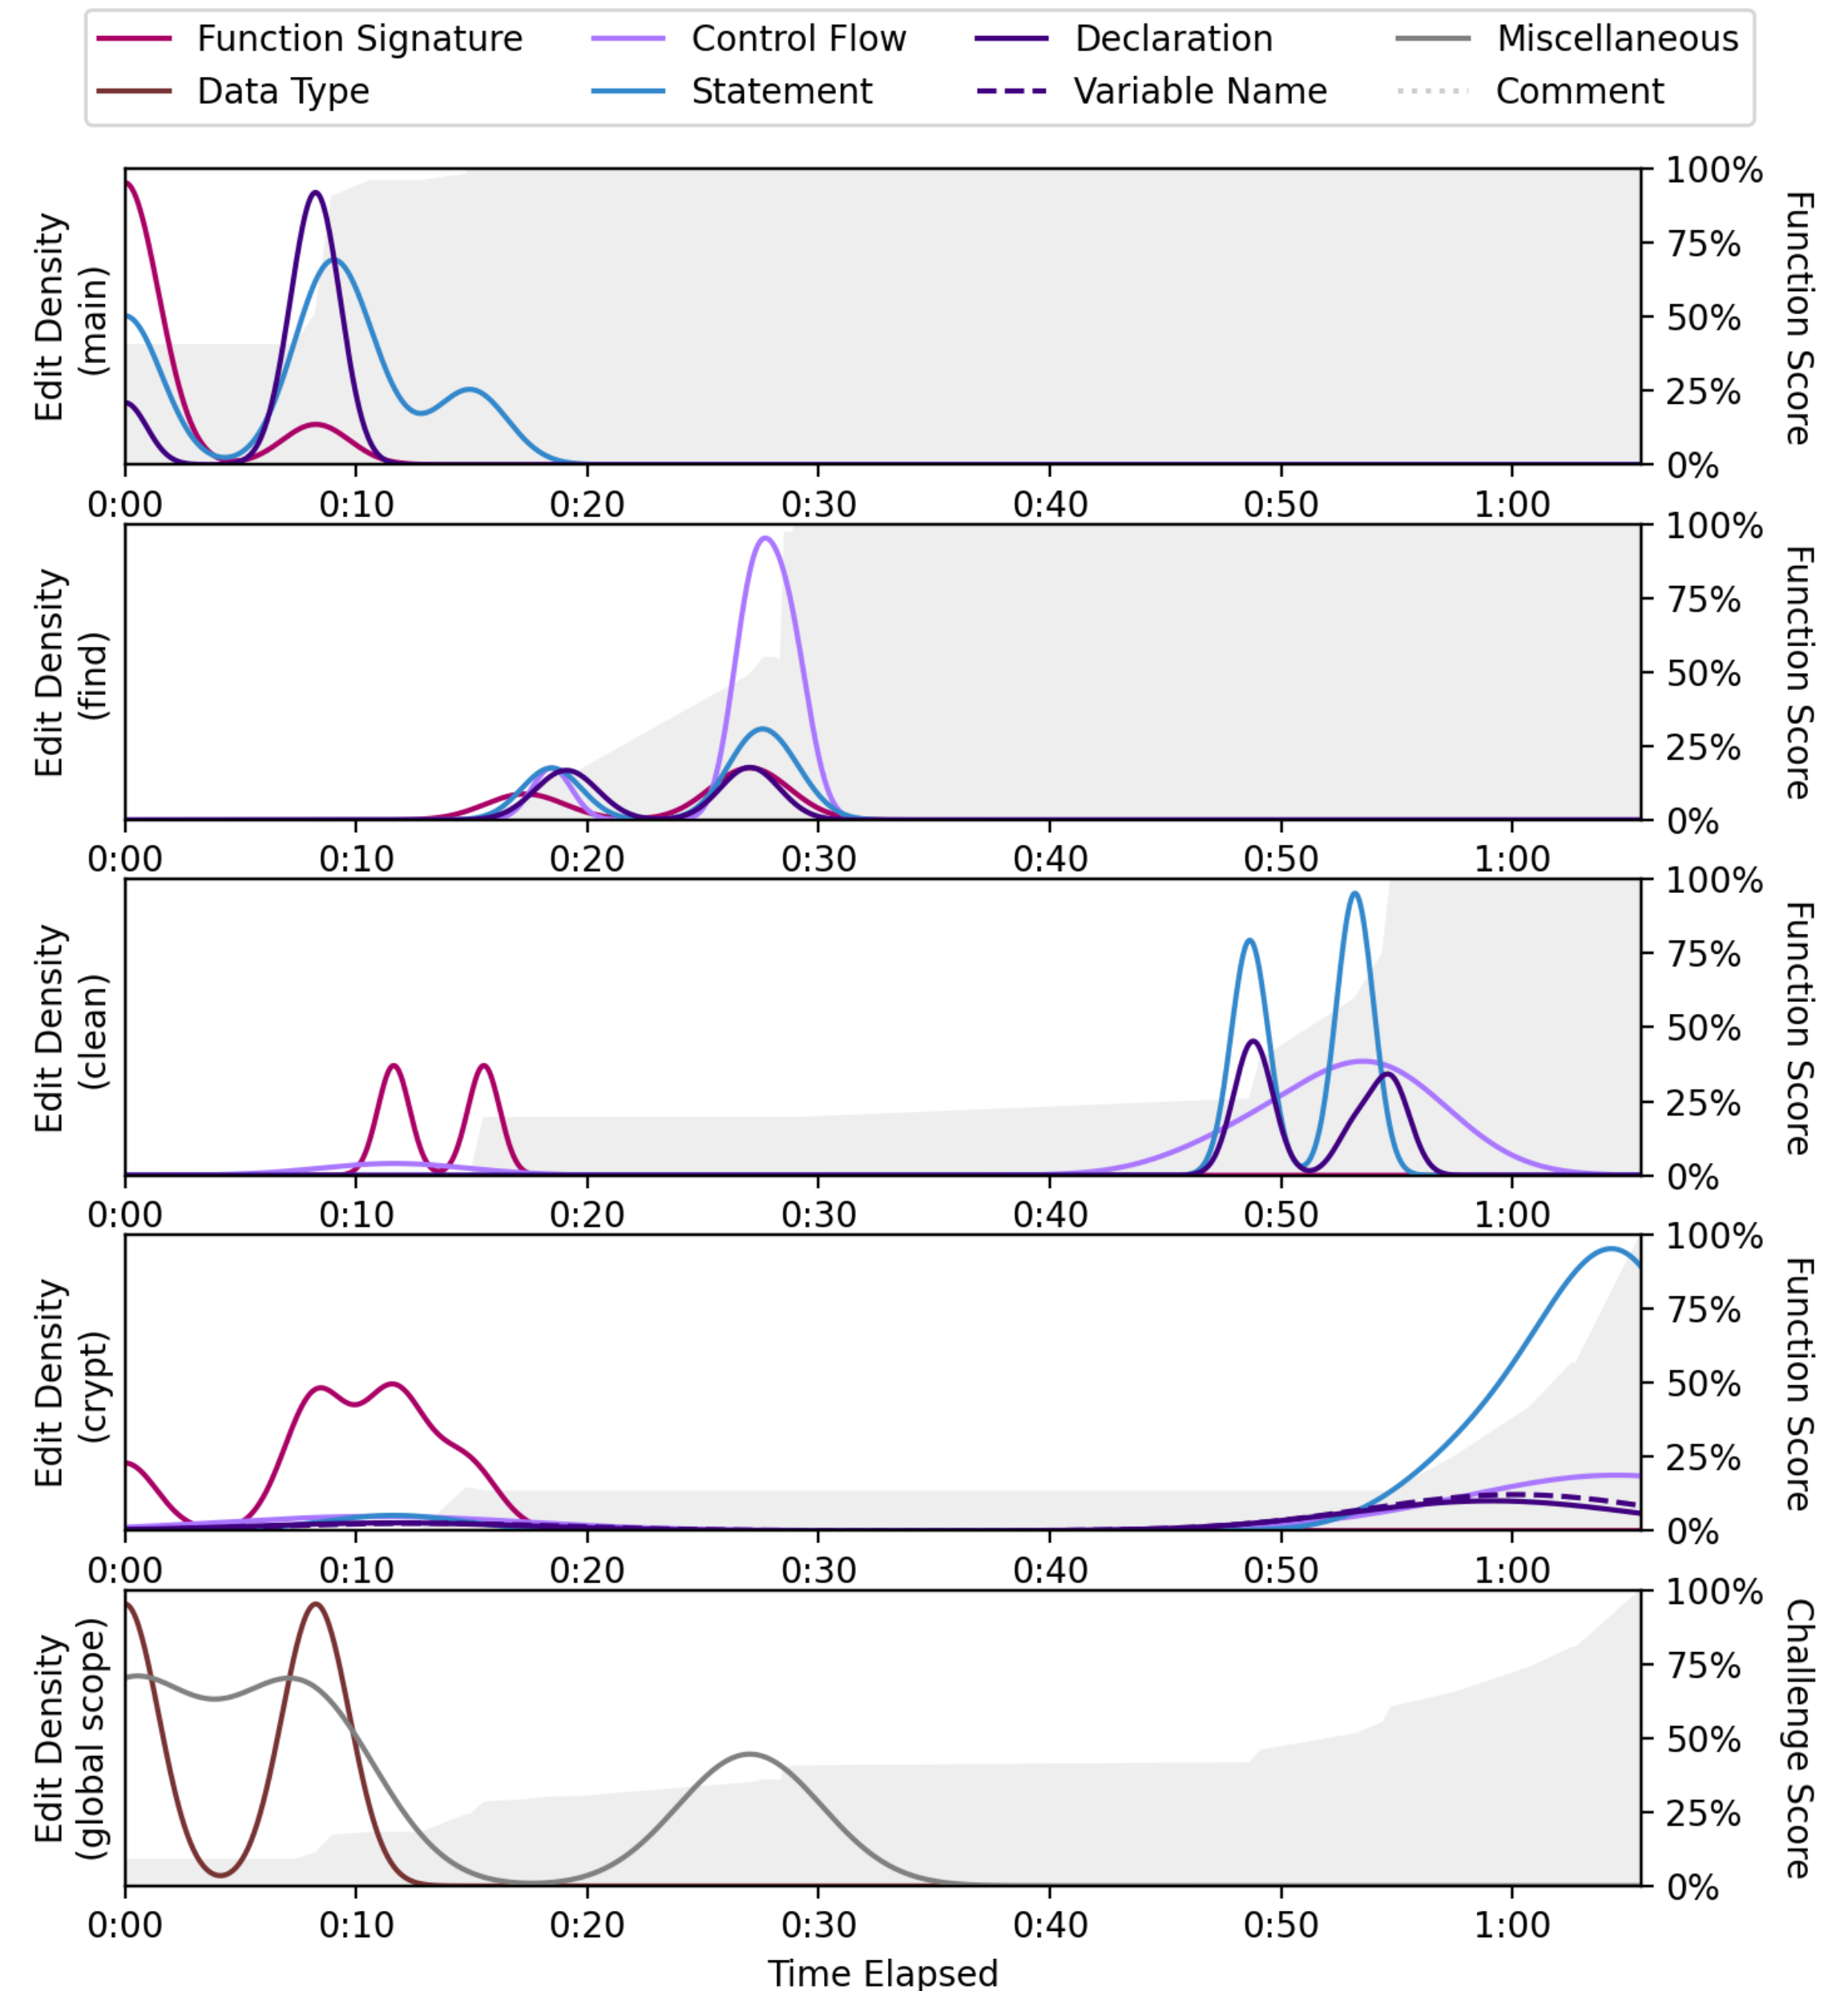 Function Signature Control Flow Declaration Miscellaneous
Data Type Statement Variable Name Comment
Edit Density
(main)
100%
75%
50%
25%
0%
Function Score
0:00 0:10 0:20 0:30 0:40 0:50 1:00
Edit Density
(find)
100%
75%
50%
25%
0%
Function Score
0:00 0:10 0:20 0:30 0:40 0:50 1:00
Edit Density
(clean)
100%
75%
50%
25%
0%
Function Score
0:00 0:10 0:20 0:30 0:40 0:50 1:00
Edit Density
(crypt)
100%
75%
50%
25%
0%
Function Score
0:00 0:10 0:20 0:30 0:40 0:50 1:00
Edit Density
(global scope)
100%
75%
50%
25%
0%
Challenge Score
0:00 0:10 0:20 0:30 0:40 0:50 1:00
Time Elapsed